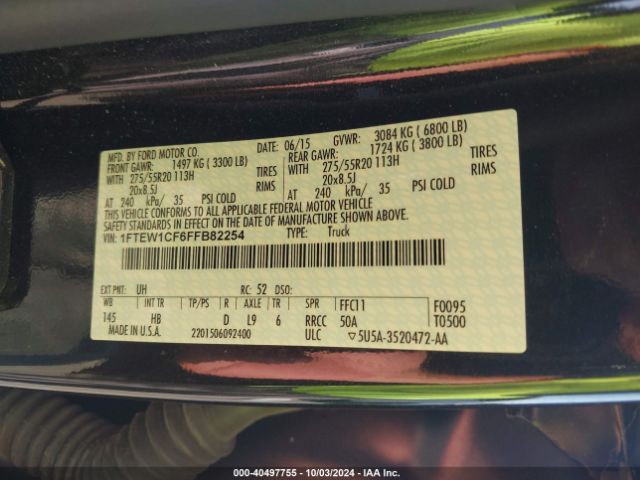 MFD. BY FORD MOTOR CO. DATE: 06/15 GVWR: 3084 KG ( 6800 LB)
FRONT GAWR: 1497 KG ( 3300 LB) REAR GAWR: 1724 KG ( 3800 LB)
WITH 275/55R20 113H TIRES WITH 275/55R20 113H TIRES
20x8.5J RIMS 20x8.5J RIMS
AT 240 kPa/ 35 PSI COLD AT 240 kPa/ 35 PSI COLD
THIS VEHICLE CONFORMS TO ALL APPLICABLE FEDERAL MOTOR VEHICLE
SAFETY STANDARDS IN EFFECT ON THE DATE OF MANUFACTURE SHOWN ABOVE.
VIN: 1FTEW1CF6FFB82254 TYPE: Truck
EXT PNT: UH RC: 52 DSO:
WB INT TR TP/PS R AXLE TR SPR FFC11 F0095
145 HB D L9 6 RRCC 50A T0500
MADE IN U.S.A. 2201506092400 ULC ▽5U5A-3520472-AA
000-40497755 - 10/03/2024 - IAA Inc.